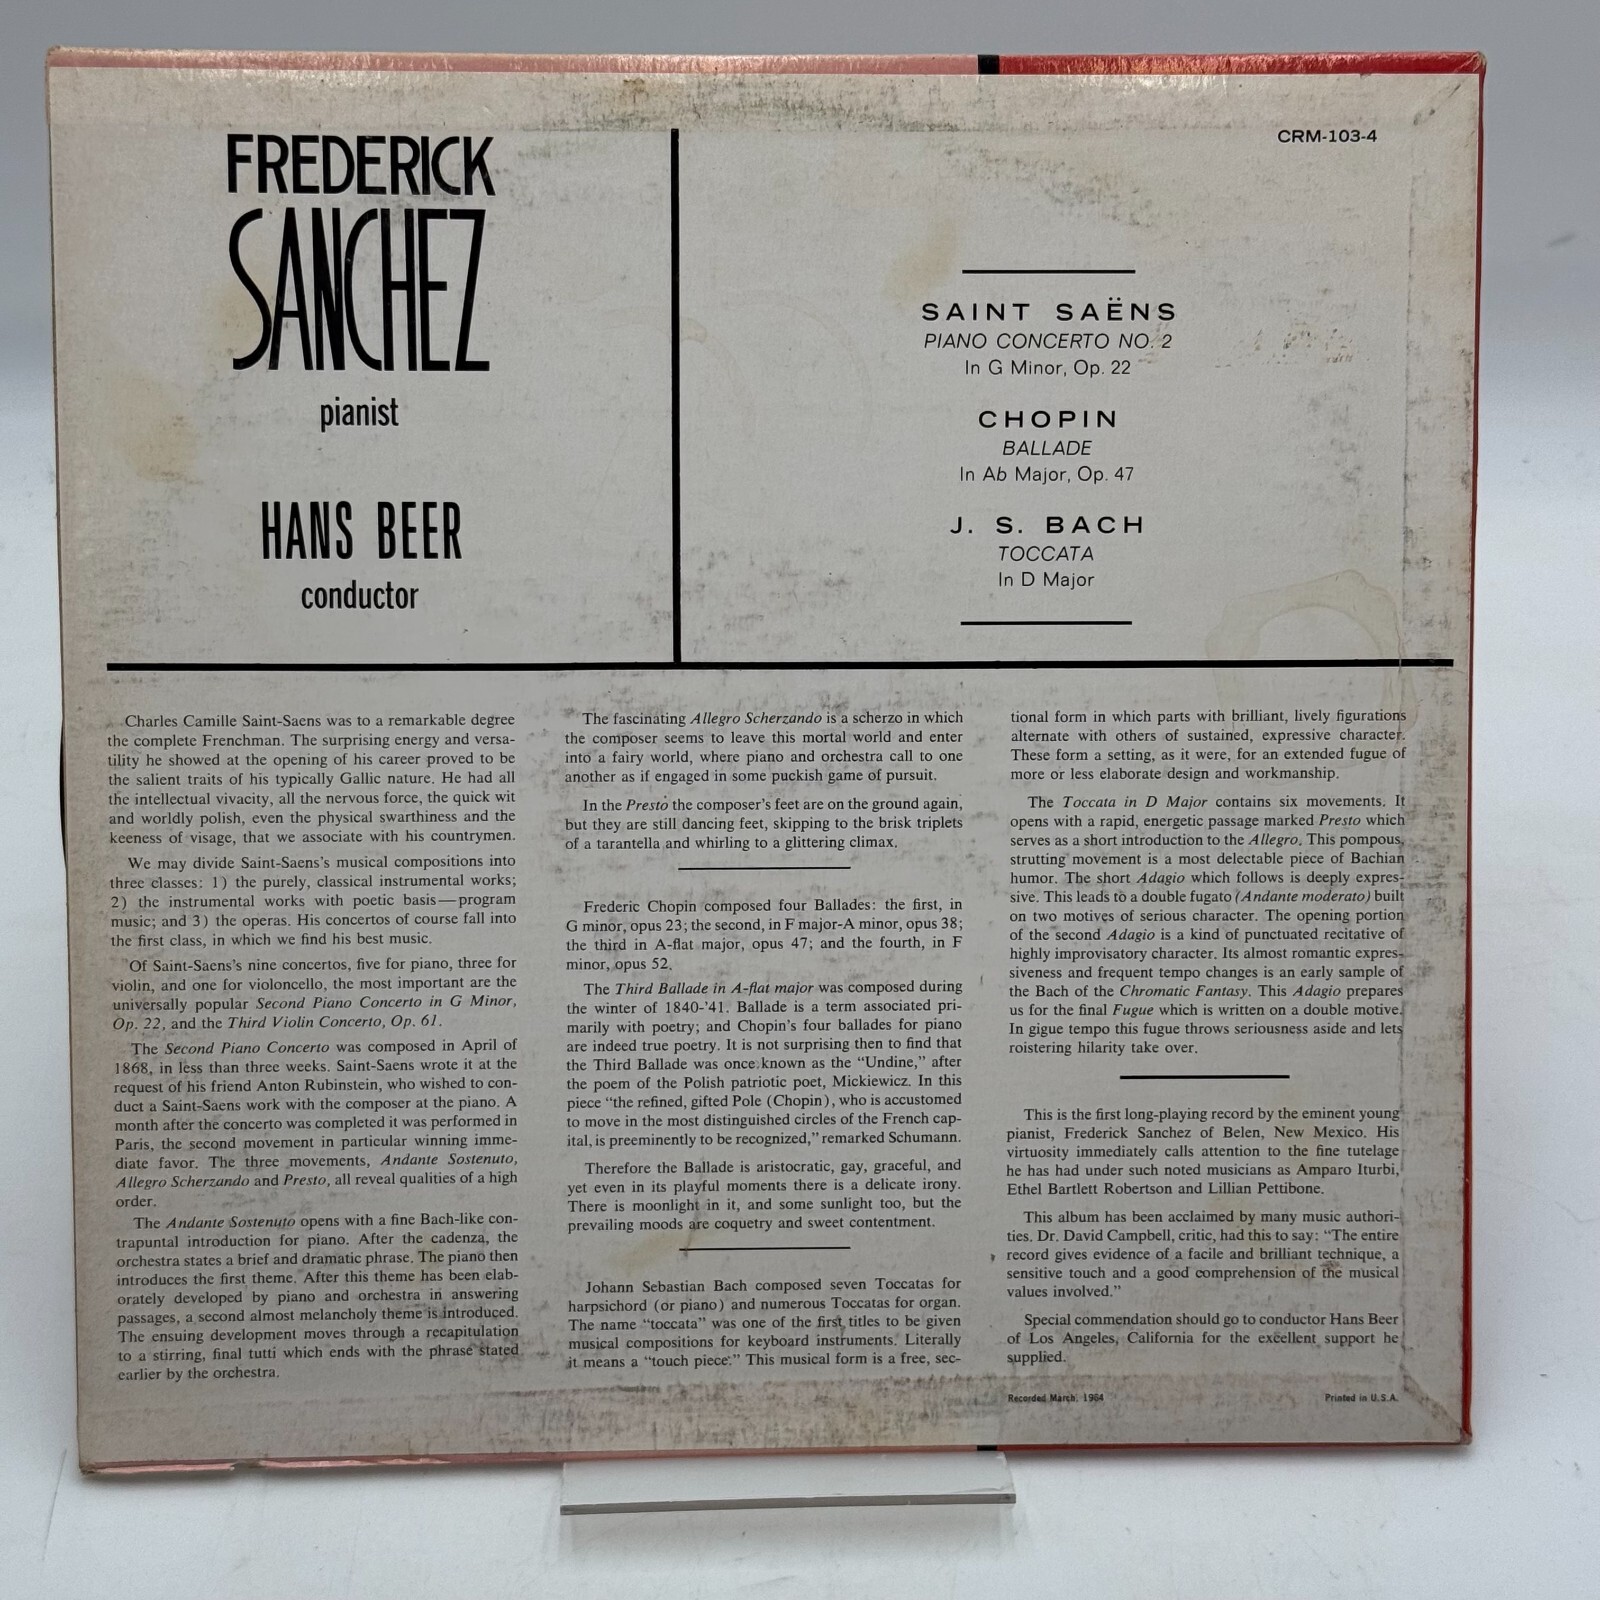 FREDERICK
SANCHEZ
pianist
HANS BEER
conductor
CRM-103-4
SAINT SAËNS
PIANO CONCERTO NO. 2
In G Minor, Op. 22
CHOPIN
BALLADE
In Ab Major, Op. 47
J. S. BACH
TOCCATA
In D Major
Charles Camille Saint-Saens was to a remarkable degree
the complete Frenchman. The surprising energy and versa-
tility he showed at the opening of his career proved to be
the salient traits of his typically Gallic nature. He had all
the intellectual vivacity, all the nervous force, the quick wit
and worldly polish, even the physical swarthiness and the
keeness of visage, that we associate with his countrymen.
We may divide Saint-Saens's musical compositions into
three classes: 1) the purely, classical instrumental works;
2) the instrumental works with poetic basis—program
music; and 3) the operas. His concertos of course fall into
the first class, in which we find his best music.
Of Saint-Saens's nine concertos, five for piano, three for
violin, and one for violoncello, the most important are the
universally popular Second Piano Concerto in G Minor,
Op. 22, and the Third Violin Concerto, Op. 61.
The Second Piano Concerto was composed in April of
1868, in less than three weeks. Saint-Saens wrote it at the
request of his friend Anton Rubinstein, who wished to con-
duct a Saint-Saens work with the composer at the piano. A
month after the concerto was completed it was performed in
Paris, the second movement in particular winning imme-
diate favor. The three movements, Andante Sostenuto,
Allegro Scherzando and Presto, all reveal qualities of a high
order.
The Andante Sostenuto opens with a fine Bach-like con-
trapuntal introduction for piano. After the cadenza, the
orchestra states a brief and dramatic phrase. The piano then
introduces the first theme. After this theme has been elab-
orately developed by piano and orchestra in answering
passages, a second almost melancholy theme is introduced.
The ensuing development moves through a recapitulation
to a stirring, final tutti which ends with the phrase stated
earlier by the orchestra.
The fascinating Allegro Scherzando is a scherzo in which
the composer seems to leave this mortal world and enter
into a fairy world, where piano and orchestra call to one
another as if engaged in some puckish game of pursuit.
In the Presto the composer's feet are on the ground again,
but they are still dancing feet, skipping to the brisk triplets
of a tarantella and whirling to a glittering climax.
Frederic Chopin composed four Ballades: the first, in
G minor, opus 23; the second, in F major-A minor, opus 38;
the third in A-flat major, opus 47; and the fourth, in F
minor, opus 52.
The Third Ballade in A-flat major was composed during
the winter of 1840-'41. Ballade is a term associated pri-
marily with poetry; and Chopin's four ballades for piano
are indeed true poetry. It is not surprising then to find that
the Third Ballade was once known as the "Undine," after
the poem of the Polish patriotic poet, Mickiewicz. In this
piece "the refined, gifted Pole (Chopin), who is accustomed
to move in the most distinguished circles of the French cap-
ital, is preeminently to be recognized," remarked Schumann.
Therefore the Ballade is aristocratic, gay, graceful, and
yet even in its playful moments there is a delicate irony.
There is moonlight in it, and some sunlight too, but the
prevailing moods are coquetry and sweet contentment.
Johann Sebastian Bach composed seven Toccatas for
harpsichord (or piano) and numerous Toccatas for organ.
The name "toccata" was one of the first titles to be given
musical compositions for keyboard instruments. Literally
it means a "touch piece." This musical form is a free, sec-
tional form in which parts with brilliant, lively figurations
alternate with others of sustained, expressive character.
These form a setting, as it were, for an extended fugue of
more or less elaborate design and workmanship.
The Toccata in D Major contains six movements. It
opens with a rapid, energetic passage marked Presto which
serves as a short introduction to the Allegro. This pompous,
strutting movement is a most delectable piece of Bachian
humor. The short Adagio which follows is deeply expres-
sive. This leads to a double fugato (Andante moderato) built
on two motives of serious character. The opening portion
of the second Adagio is a kind of punctuated recitative of
highly improvisatory character. Its almost romantic expres-
siveness and frequent tempo changes is an early sample of
the Bach of the Chromatic Fantasy. This Adagio prepares
us for the final Fugue which is written on a double motive.
In gigue tempo this fugue throws seriousness aside and lets
roistering hilarity take over.
This is the first long-playing record by the eminent young
pianist, Frederick Sanchez of Belen, New Mexico. His
virtuosity immediately calls attention to the fine tutelage
he has had under such noted musicians as Amparo Iturbi,
Ethel Bartlett Robertson and Lillian Pettibone.
This album has been acclaimed by many music authori-
ties. Dr. David Campbell, critic, had this to say: "The entire
record gives evidence of a facile and brilliant technique, a
sensitive touch and a good comprehension of the musical
values involved."
Special commendation should go to conductor Hans Beer
of Los Angeles, California for the excellent support he
supplied.
Recorded March, 1964
Printed in U.S.A.